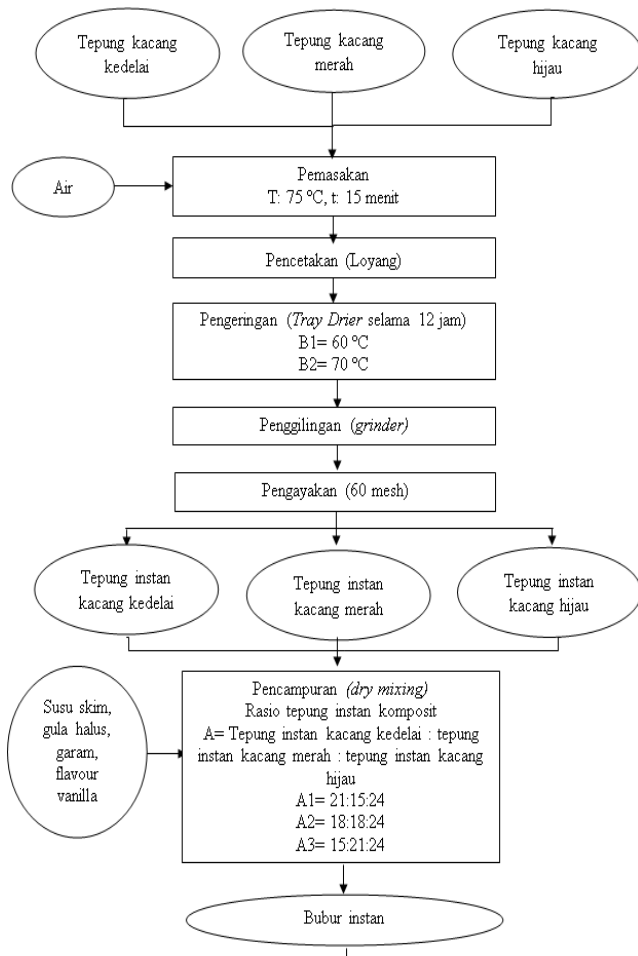 Tepung kacang
kedelai
Tepung kacang
merah
Tepung kacang
hijau
Air
Pemasakan
T: 75 °C, t: 15 menit
Pencetakan (Loyang)
Pengeringan (Tray Drier selama 12 jam)
B1= 60 °C
B2= 70 °C
Penggilingan (grinder)
Pengayakan (60 mesh)
Tepung instan
kacang kedelai
Tepung instan
kacang merah
Tepung instan
kacang hijau
Susu skim,
gula halus,
garam,
flavour
vanilla
Pencampuran (dry mixing)
Rasio tepung instan komposit
A= Tepung instan kacang kedelai : tepung
instan kacang merah : tepung instan kacang
hijau
A1= 21:15:24
A2= 18:18:24
A3= 15:21:24
Bubur instan